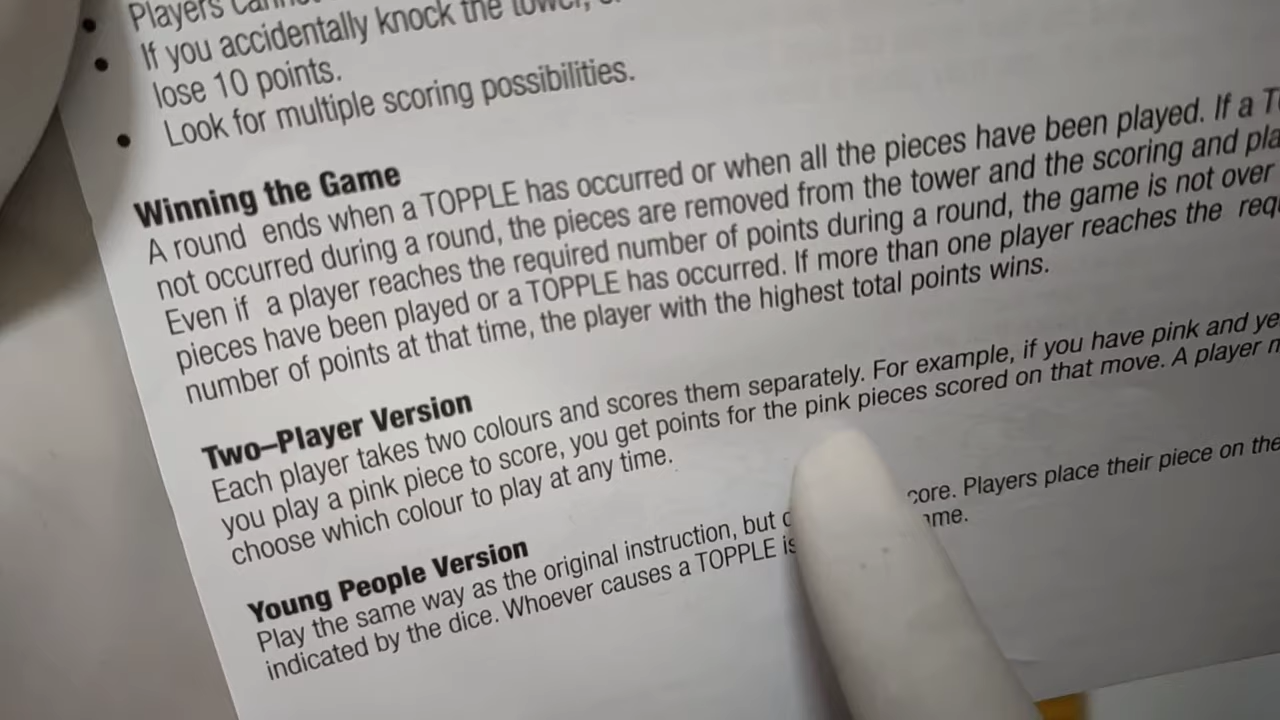 Players
If you accidentally knock the tower,
lose 10 points.
Look for multiple scoring possibilities.
Winning the Game
A round ends when a TOPPLE has occurred or when all the pieces have been played. If a
not occurred during a round, the pieces are removed from the tower and the scoring and
Even if a player reaches the required number of points during a round, the game is not over
pieces have been played or a TOPPLE has occurred. If more than one player reaches the
number of points at that time, the player with the highest total points wins.
Two–Player Version
Each player takes two colours and scores them separately. For example, if you have pink and
you play a pink piece to score, you get points for the pink pieces scored on that move. A player
choose which colour to play at any time.
Young People Version
Play the same way as the original instruction, but core. Players place their piece on the
indicated by the dice. Whoever causes a TOPPLE is